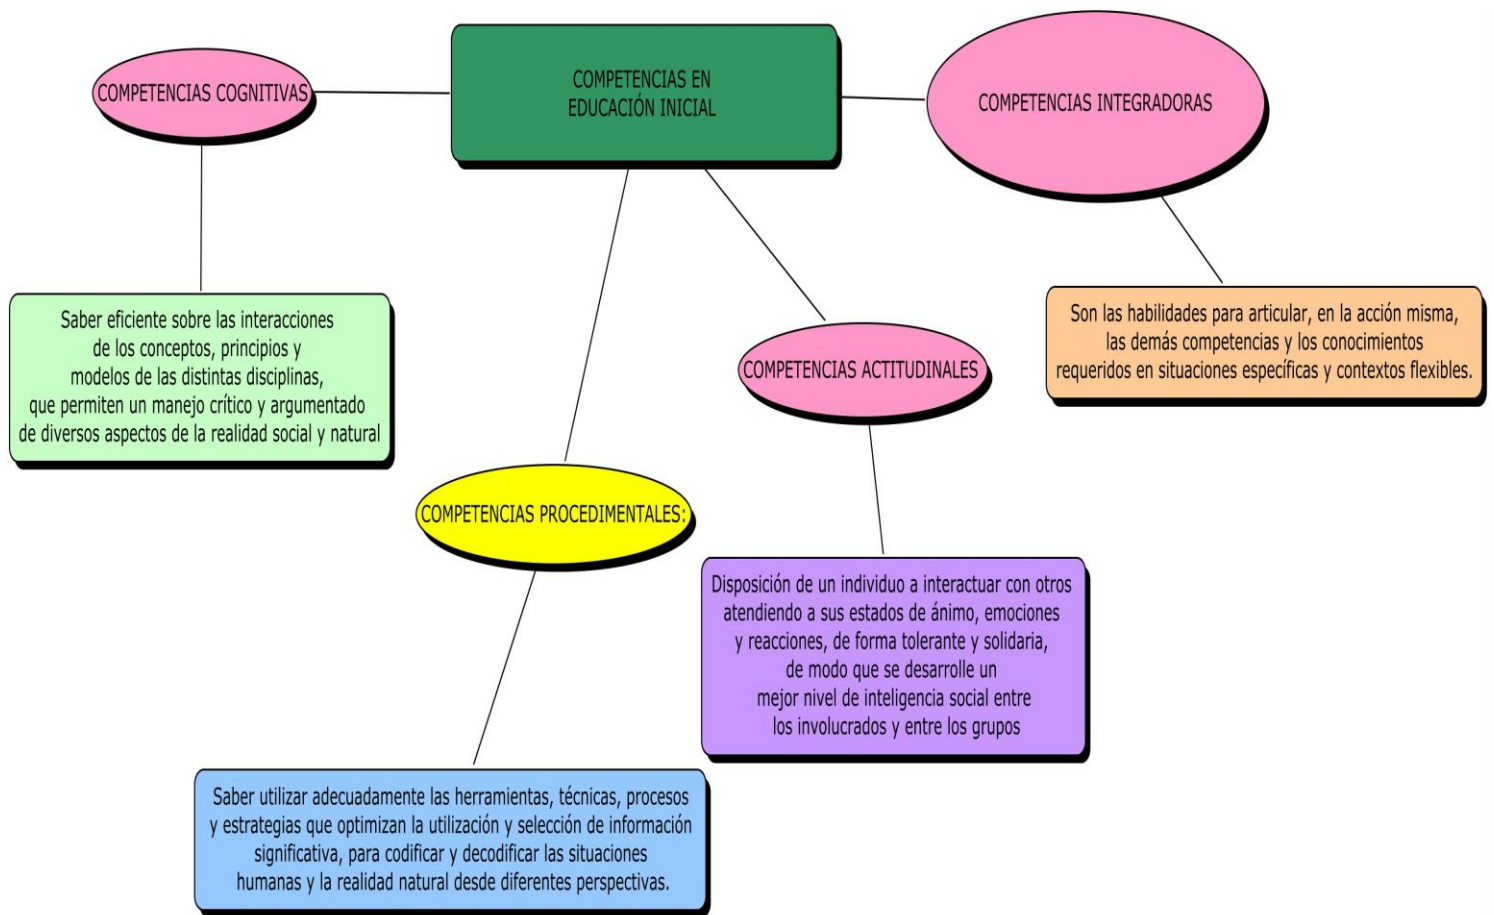 COMPETENCIAS EN
EDUCACIÓN INICIAL
COMPETENCIAS COGNITIVAS
Saber eficiente sobre las interacciones
de los conceptos, principios y
modelos de las distintas disciplinas,
que permiten un manejo crítico y argumentado
de diversos aspectos de la realidad social y natural
COMPETENCIAS PROCEDIMENTALES:
Saber utilizar adecuadamente las herramientas, técnicas, procesos
y estrategias que optimizan la utilización y selección de información
significativa, para codificar y decodificar las situaciones
humanas y la realidad natural desde diferentes perspectivas.
COMPETENCIAS ACTITUDINALES
Disposición de un individuo a interactuar con otros
atendiendo a sus estados de ánimo, emociones
y reacciones, de forma tolerante y solidaria,
de modo que se desarrolle un
mejor nivel de inteligencia social entre
los involucrados y entre los grupos
COMPETENCIAS INTEGRADORAS
Son las habilidades para articular, en la acción misma,
las demás competencias y los conocimientos
requeridos en situaciones específicas y contextos flexibles.